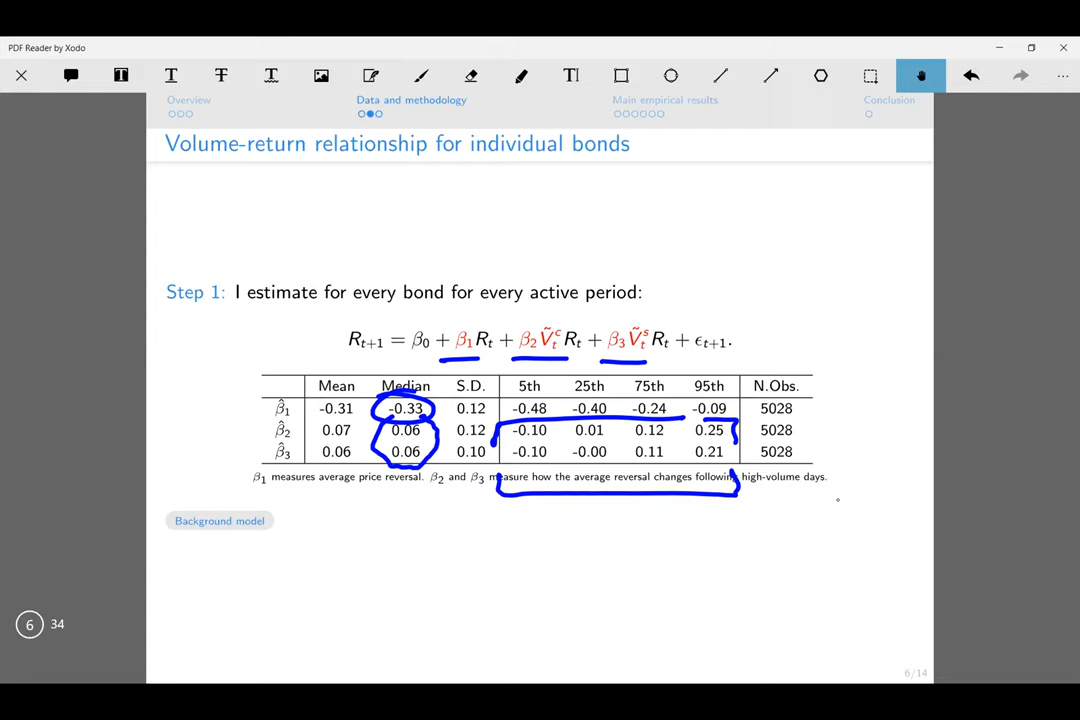 PDF Reader by Xodo
Overview Data and methodology Main empirical results Conclusion
Volume-return relationship for individual bonds
Step 1: I estimate for every bond for every active period:
Rₜ₊₁ = β₀ + β₁Rₜ + β₂Ṽₜᶜ Rₜ + β₃Ṽₜˢ Rₜ + ϵₜ₊₁.
Mean Median S.D. 5th 25th 75th 95th N.Obs.
β̂₁ -0.31 -0.33 0.12 -0.48 -0.40 -0.24 -0.09 5028
β̂₂ 0.07 0.06 0.12 -0.10 0.01 0.12 0.25 5028
β̂₃ 0.06 0.06 0.10 -0.10 -0.00 0.11 0.21 5028
β₁ measures average price reversal. β₂ and β₃ measure how the average reversal changes following high-volume days.
Background model
6 34
6/14